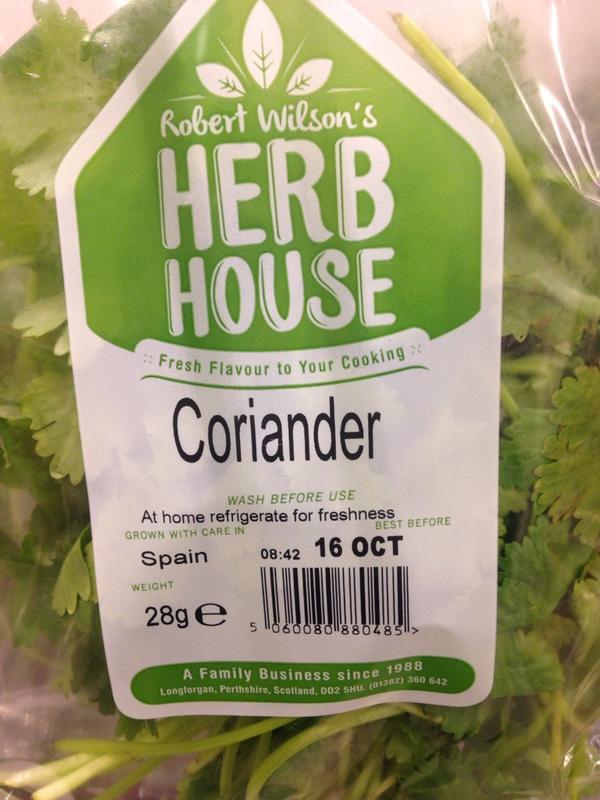 Robert Wilson's
HERB
HOUSE
Fresh Flavour to Your Cooking
Coriander
WASH BEFORE USE
At home refrigerate for freshness
GROWN WITH CARE IN
BEST BEFORE
Spain
08:42 16 OCT
WEIGHT
28g e
5 060080 880485 >
A Family Business since 1988
Longforgan, Perthshire, Scotland, DD2 5HU. (01382) 360 642